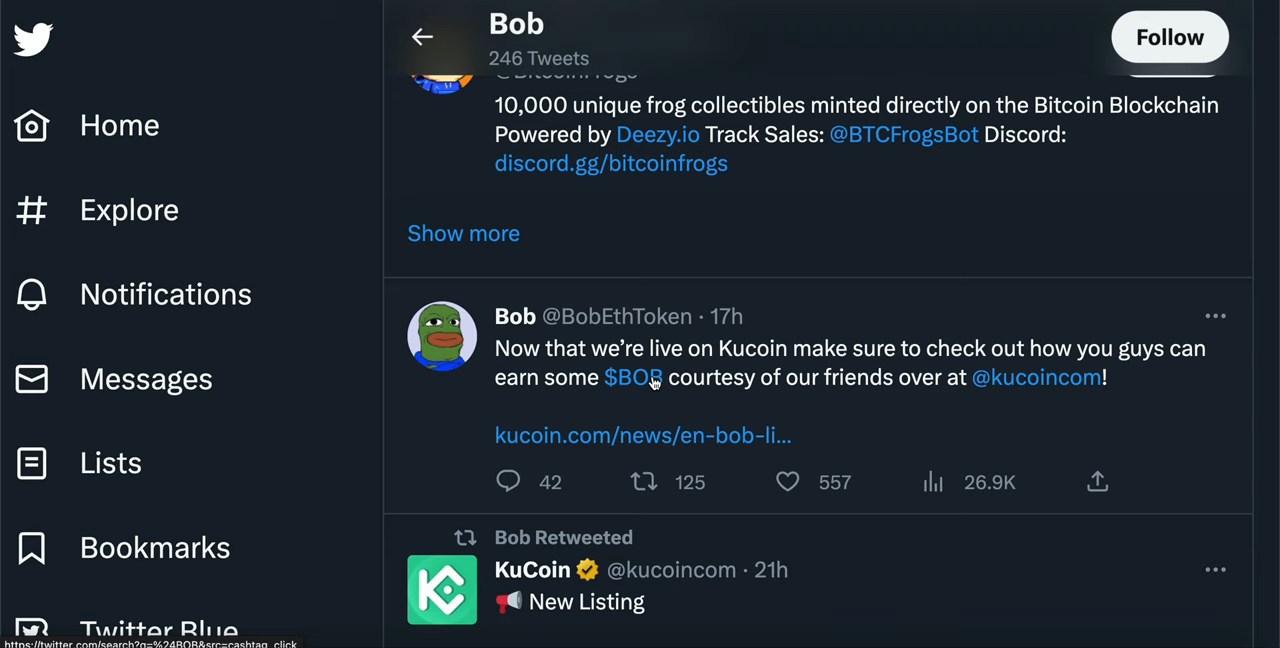 Bob
246 Tweets
Follow
Home
Explore
Notifications
Messages
Lists
Bookmarks
Twitter Blue
@BitcoinFrogs
10,000 unique frog collectibles minted directly on the Bitcoin Blockchain
Powered by Deezy.io Track Sales: @BTCFrogsBot Discord:
discord.gg/bitcoinfrogs
Show more
Bob @BobEthToken · 17h
Now that we’re live on Kucoin make sure to check out how you guys can
earn some $BOB courtesy of our friends over at @kucoincom!
kucoin.com/news/en-bob-li...
42 125 557 26.9K
Bob Retweeted
KuCoin @kucoincom · 21h
New Listing
https://twitter.com/search?q=%24BOB&src=cashtag_click